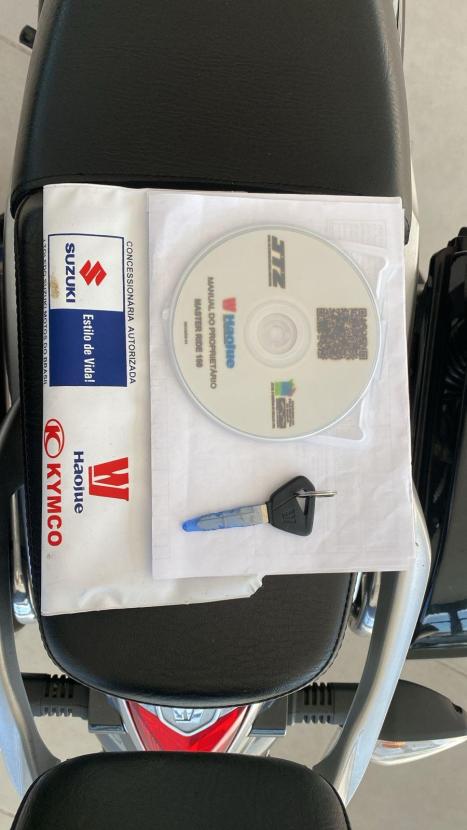 CONCESSIONÁRIA AUTORIZADA
SUZUKI
Estilo de Vida!
Haojue
KYMCO
JTZ
Haojue
MANUAL DO PROPRIETÁRIO
MASTER RIDE 150